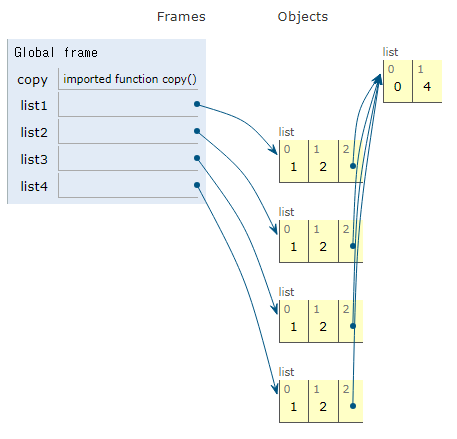 Frames Objects
Global frame
copy imported function copy()
list1
list2
list3
list4
list
0 1
0 4
list
0 1 2
1 2
list
0 1 2
1 2
list
0 1 2
1 2
list
0 1 2
1 2